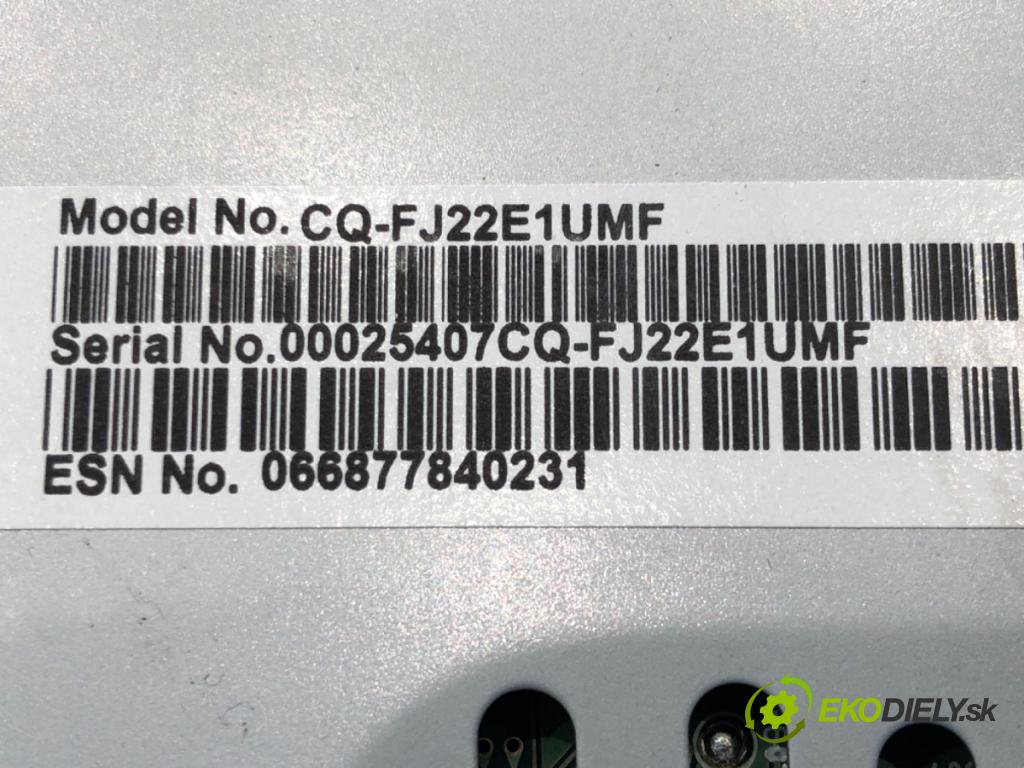 Model No. CQ-FJ22E1UMF
Serial No.00025407CQ-FJ22E1UMF
ESN No. 066877840231
EKODIELY.sk